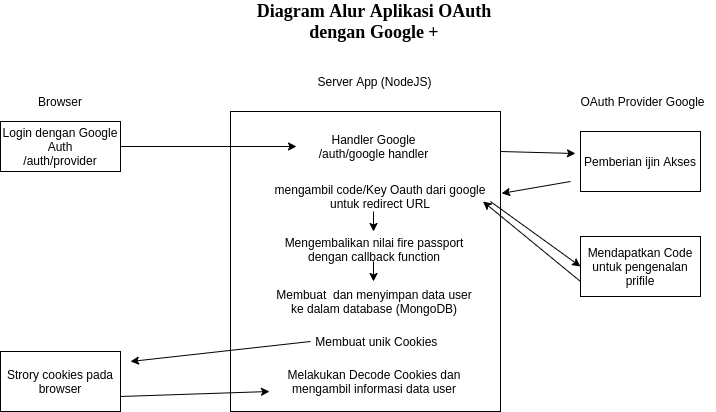 Diagram Alur Aplikasi OAuth
dengan Google +
Server App (NodeJS)
Browser
OAuth Provider Google
Login dengan Google
Auth
/auth/provider
Handler Google
/auth/google handler
Pemberian ijin Akses
mengambil code/Key Oauth dari google
untuk redirect URL
Mengembalikan nilai fire passport
dengan callback function
Mendapatkan Code
untuk pengenalan
prifile
Membuat  dan menyimpan data user
ke dalam database (MongoDB)
Membuat unik Cookies
Strory cookies pada
browser
Melakukan Decode Cookies dan
mengambil informasi data user